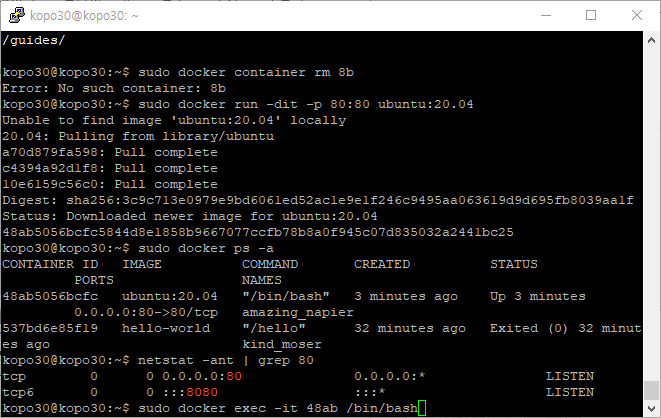 kopo30@kopo30: ~
/guides/
kopo30@kopo30:~$ sudo docker container rm 8b
Error: No such container: 8b
kopo30@kopo30:~$ sudo docker run -dit -p 80:80 ubuntu:20.04
Unable to find image 'ubuntu:20.04' locally
20.04: Pulling from library/ubuntu
a70d879fa598: Pull complete
c4394a92d1f8: Pull complete
10e6159c56c0: Pull complete
Digest: sha256:3c9c713e0979e9bd6061ed52ac1e9e1f246c9495aa063619d9d695fb8039aa1f
Status: Downloaded newer image for ubuntu:20.04
48ab5056bcfc5844d8e1858b9667077ccfb78b8a0f945c07d835032a2441bc25
kopo30@kopo30:~$ sudo docker ps -a
CONTAINER ID   IMAGE          COMMAND       CREATED          STATUS
         PORTS                NAMES
48ab5056bcfc   ubuntu:20.04   "/bin/bash"   3 minutes ago    Up 3 minutes
         0.0.0.0:80->80/tcp   amazing_napier
537bd6e85f19   hello-world    "/hello"      32 minutes ago   Exited (0) 32 minut
es ago                        kind_moser
kopo30@kopo30:~$ netstat -ant | grep 80
tcp        0      0 0.0.0.0:80              0.0.0.0:*               LISTEN
tcp6       0      0 :::8080                 :::*                    LISTEN
kopo30@kopo30:~$ sudo docker exec -it 48ab /bin/bash